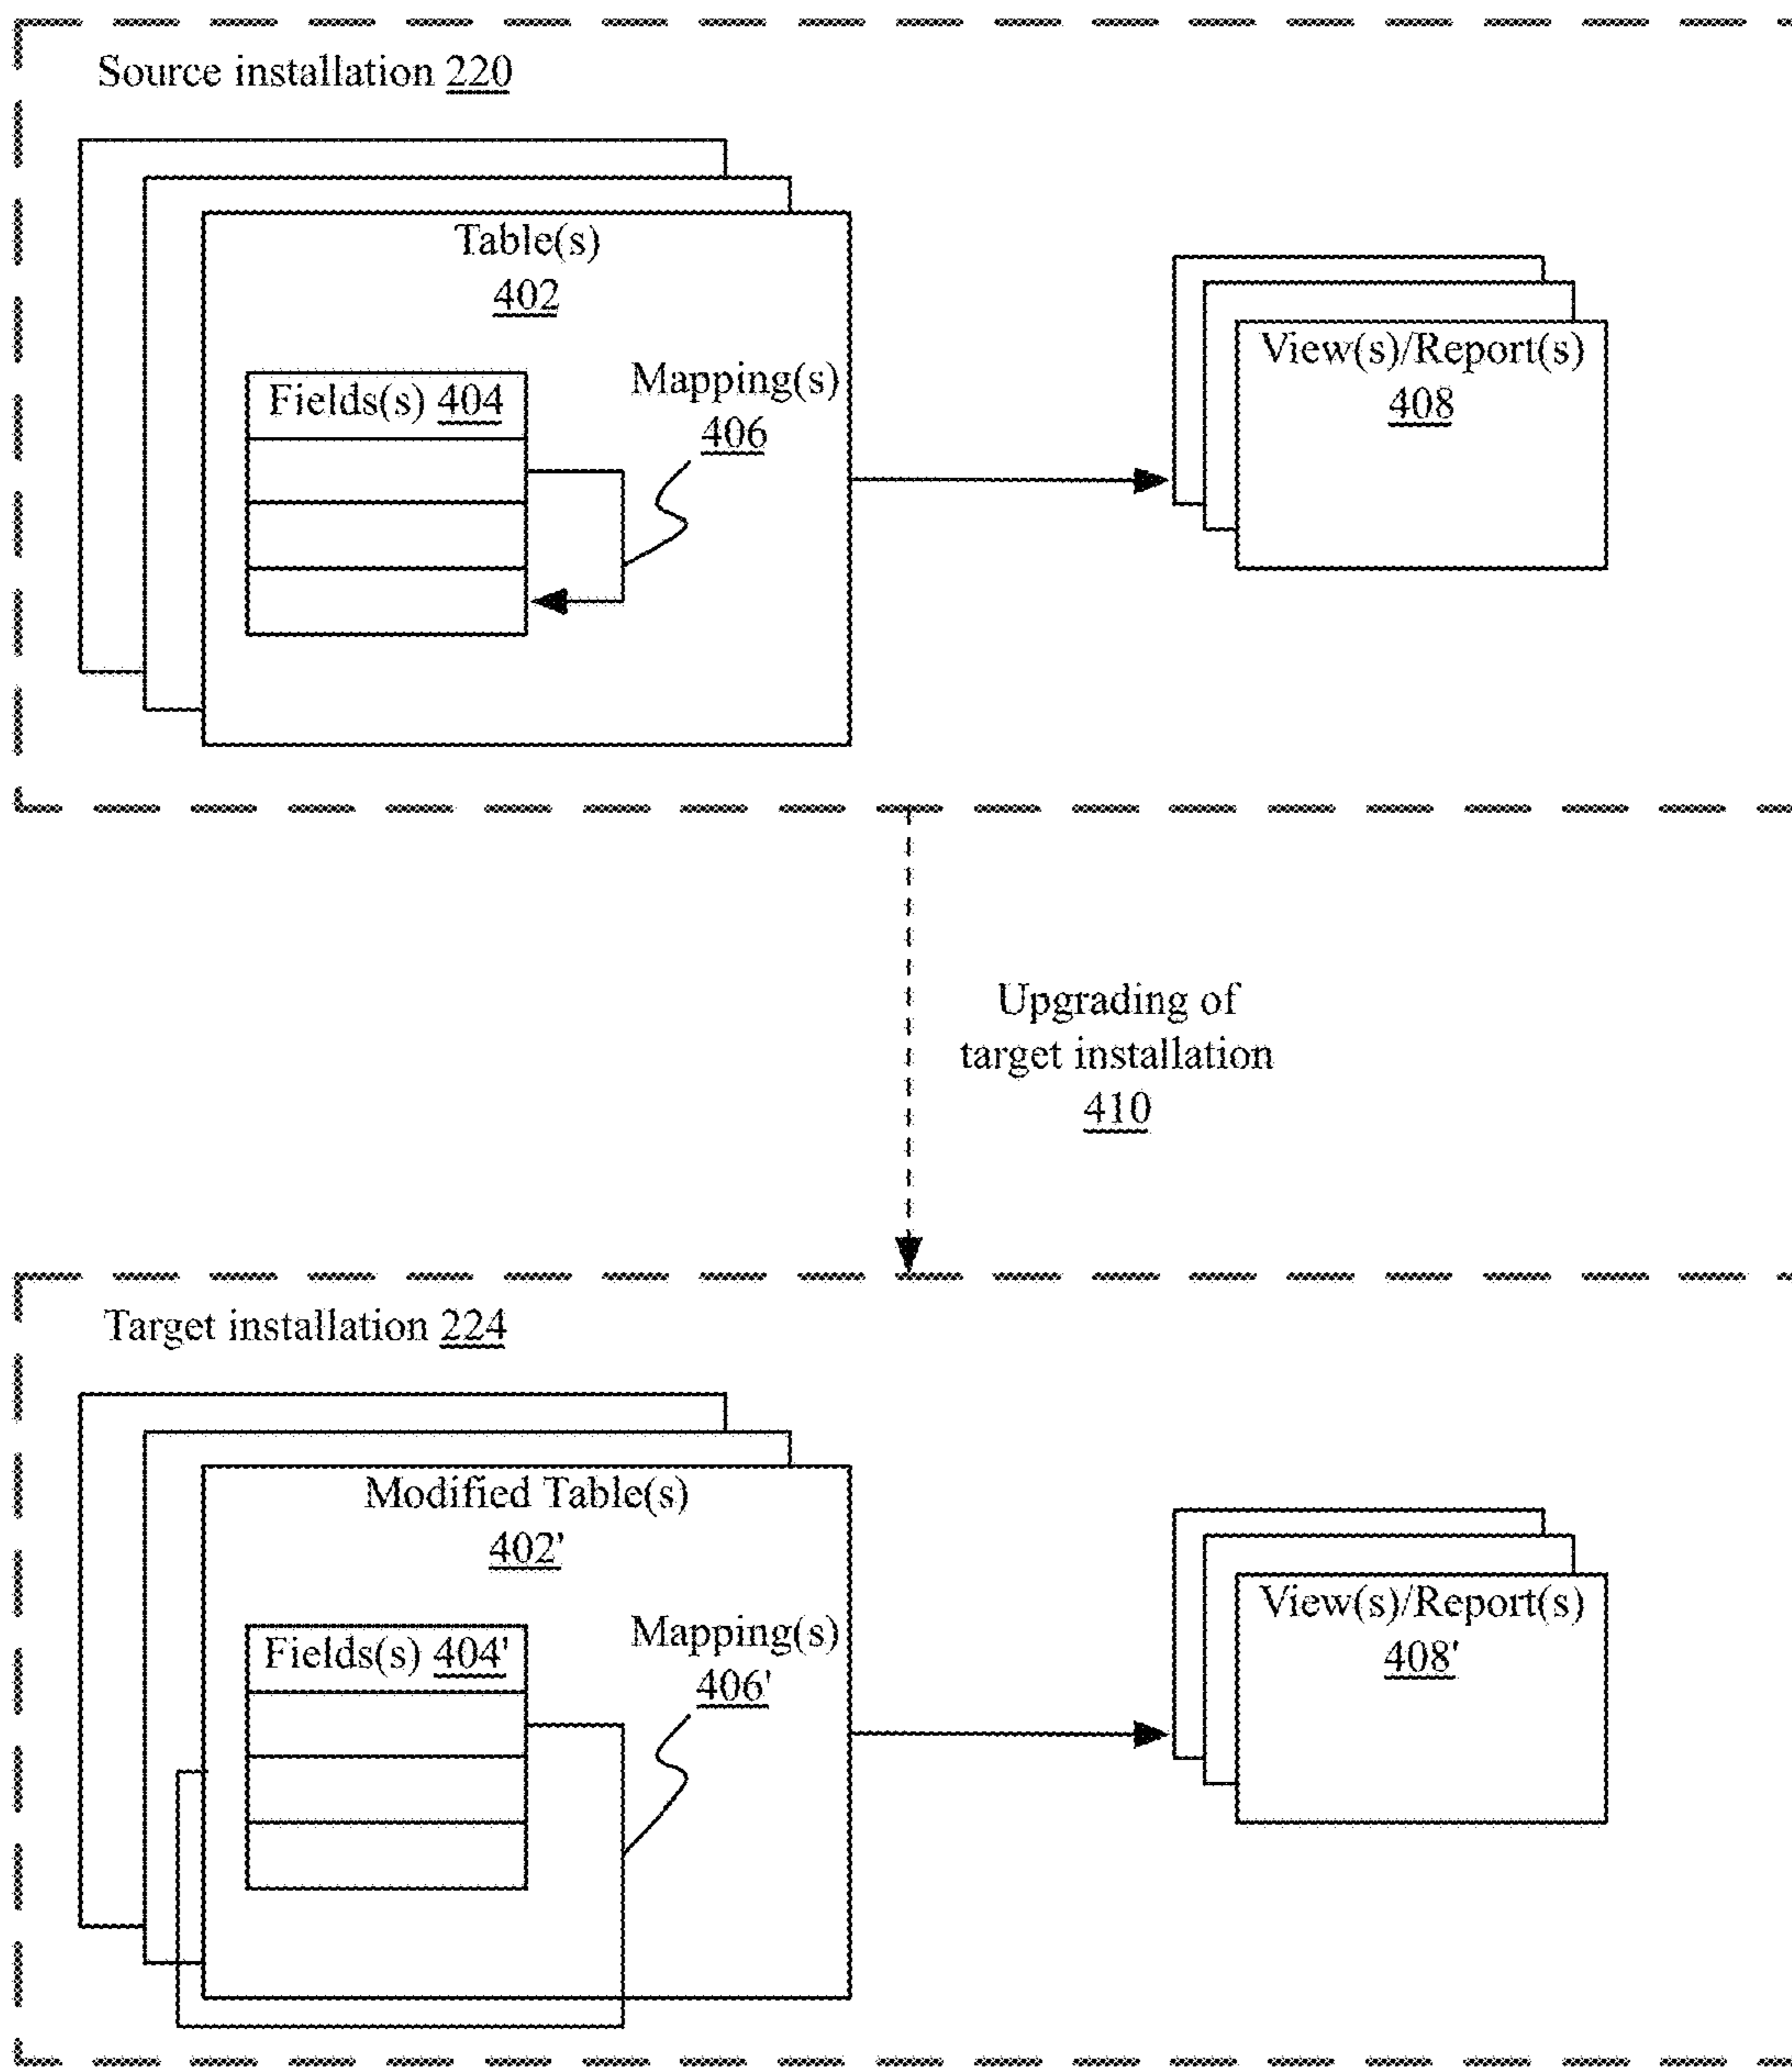 Source installation 220
Table(s)
402
Fields(s) 404
Mapping(s)
406
View(s)/Report(s)
408
Upgrading of
target installation
410
Target installation 224
Modified Table(s)
402'
Fields(s) 404'
Mapping(s)
406'
View(s)/Report(s)
408'